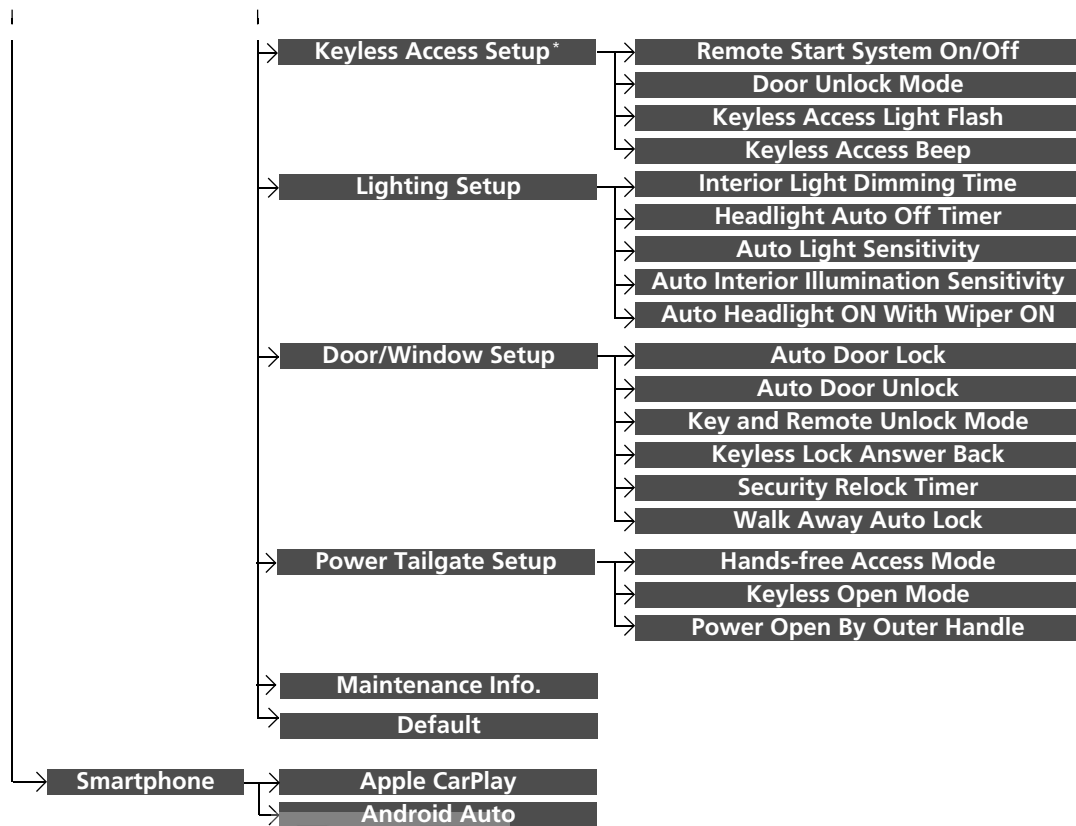 Keyless Access Setup* Remote Start System On/Off
Door Unlock Mode
Keyless Access Light Flash
Keyless Access Beep
Lighting Setup Interior Light Dimming Time
Headlight Auto Off Timer
Auto Light Sensitivity
Auto Interior Illumination Sensitivity
Auto Headlight ON With Wiper ON
Door/Window Setup Auto Door Lock
Auto Door Unlock
Key and Remote Unlock Mode
Keyless Lock Answer Back
Security Relock Timer
Walk Away Auto Lock
Power Tailgate Setup Hands-free Access Mode
Keyless Open Mode
Power Open By Outer Handle
Maintenance Info.
Default
Smartphone Apple CarPlay
Android Auto